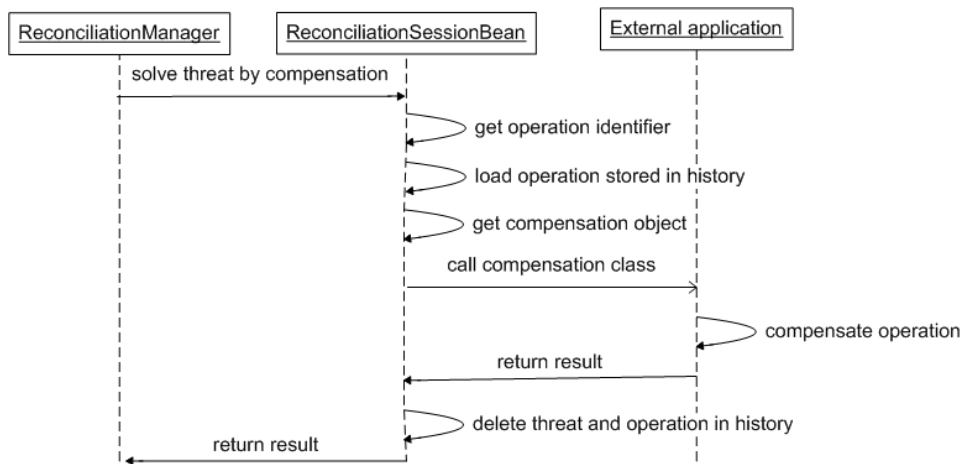 ReconciliationManager
ReconciliationSessionBean
External application
solve threat by compensation
get operation identifier
load operation stored in history
get compensation object
call compensation class
compensate operation
return result
delete threat and operation in history
return result